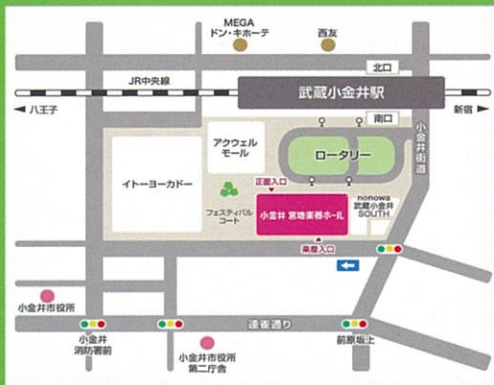 MEGA
ドン・キホーテ
西友
北口
JR中央線
武蔵小金井駅
八王子
新宿
南口
小金井街道
アクウェル
モール
ロータリー
イトーヨーカドー
正面入口
フェスティバル
コート
小金井 宮地楽器ホール
nonowa
武蔵小金井
SOUTH
楽屋入口
小金井市役所
連雀通り
小金井
消防署前
前原坂上
小金井市役所
第二庁舎